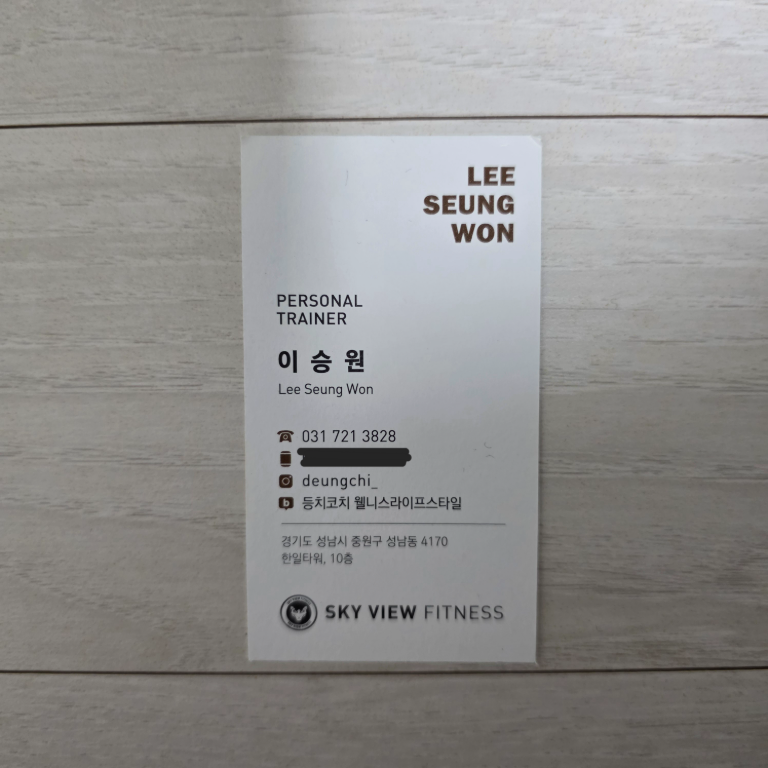 LEE
SEUNG
WON
PERSONAL
TRAINER
이 승 원
Lee Seung Won
031 721 3828
deungchi_
등치코치 웰니스라이프스타일
경기도 성남시 중원구 성남동 4170
한일타워, 10층
SKY VIEW FITNESS